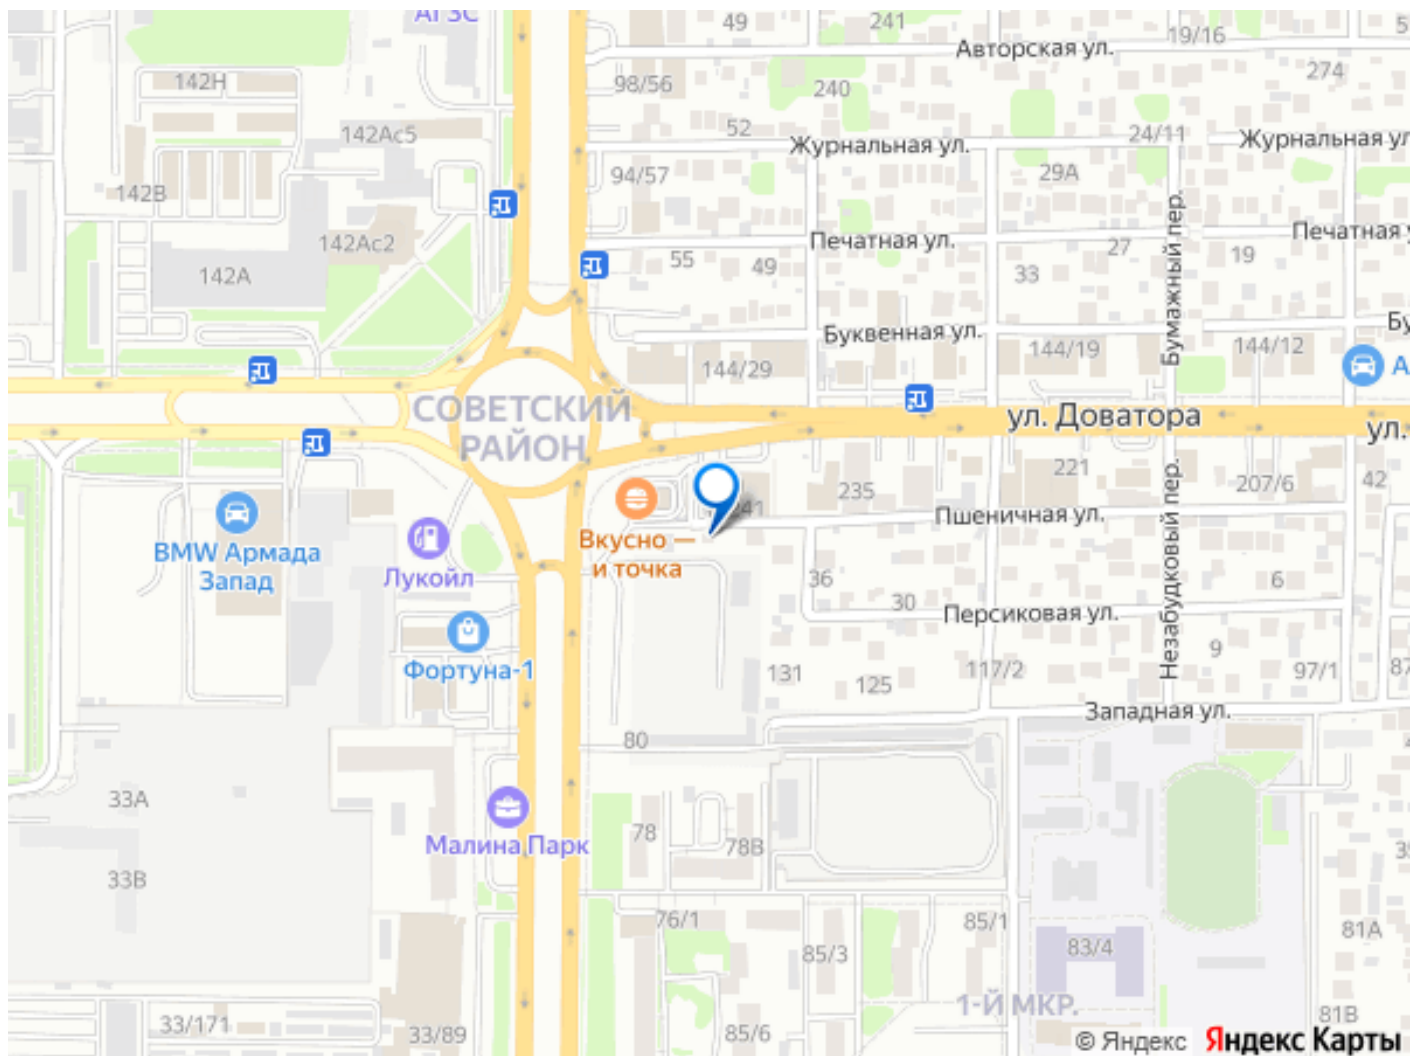 АГЗС
49
241
19/16
Авторская ул.
142Н
98/56
240
274
142Ас5
52
Журнальная ул.
24/11
Журнальная ул
142В
94/57
29А
Бумажный пер.
142Ас2
142А
55
49
Печатная ул.
33
27
19
Печатная у
Буквенная ул.
144/29
144/19
144/12
Бу
СОВЕТСКИЙ
РАЙОН
ул. Доватора
ул.
BMW Армада
Запад
Лукойл
Вкусно —
и точка
241
235
221
207/6
42
Пшеничная ул.
Незабудковый пер.
36
30
6
Персиковая ул.
Фортуна-1
131
125
117/2
9
97/1
87
Западная ул.
80
33А
Малина Парк
78
78В
33В
76/1
85/3
85/1
83/4
81А
1-Й МКР.
33/171
33/89
85/6
81В
© Яндекс
Яндекс Карты